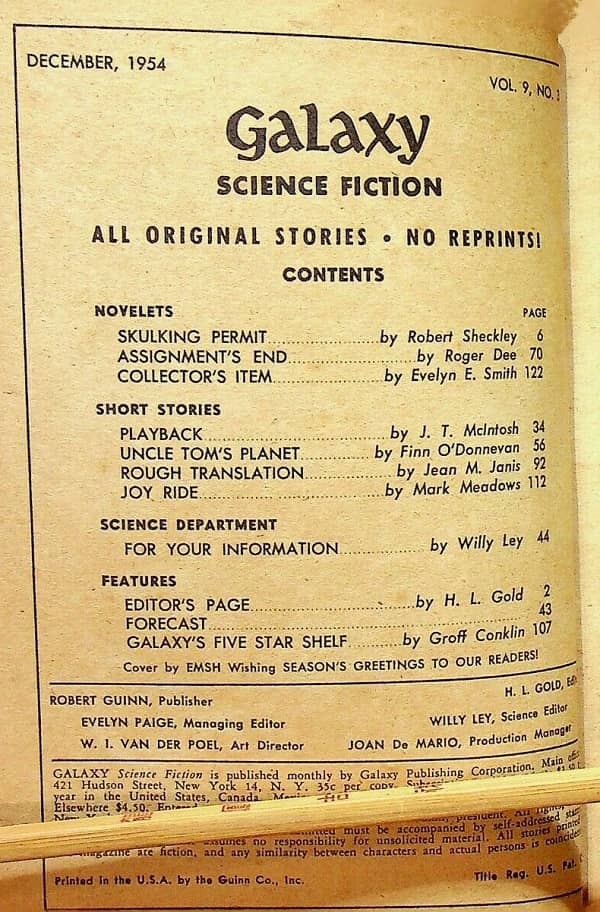 DECEMBER, 1954
VOL. 9, NO. 3
Galaxy
SCIENCE FICTION
ALL ORIGINAL STORIES • NO REPRINTS!
CONTENTS
NOVELETS PAGE
SKULKING PERMIT.....................by Robert Sheckley 6
ASSIGNMENT'S END.........................by Roger Dee 70
COLLECTOR'S ITEM.....................by Evelyn E. Smith 122
SHORT STORIES
PLAYBACK....................................by J. T. McIntosh 34
UNCLE TOM'S PLANET................by Finn O'Donnevan 56
ROUGH TRANSLATION..................by Jean M. Janis 92
JOY RIDE....................................by Mark Meadows 112
SCIENCE DEPARTMENT
FOR YOUR INFORMATION................by Willy Ley 44
FEATURES
EDITOR'S PAGE................................by H. L. Gold 2
FORECAST.................................................. 43
GALAXY'S FIVE STAR SHELF...........by Groff Conklin 107
Cover by EMSH Wishing SEASON'S GREETINGS TO OUR READERS!
ROBERT GUINN, Publisher
H. L. GOLD,
EVELYN PAIGE, Managing Editor
WILLY LEY, Science Editor
W. I. VAN DER POEL, Art Director
JOAN De MARIO, Production Manager
GALAXY Science Fiction is published monthly by Galaxy Publishing Corporation. Main
421 Hudson Street, New York 14, N. Y. 35c per copy.
year in the United States, Canada,
Elsewhere $4.50.
must be accompanied by self-addressed
no responsibility for unsolicited material. All stories printed
magazine are fiction, and any similarity between characters and actual persons is
Printed in the U.S.A. by the Guinn Co., Inc.
Title Reg. U.S. Pat.